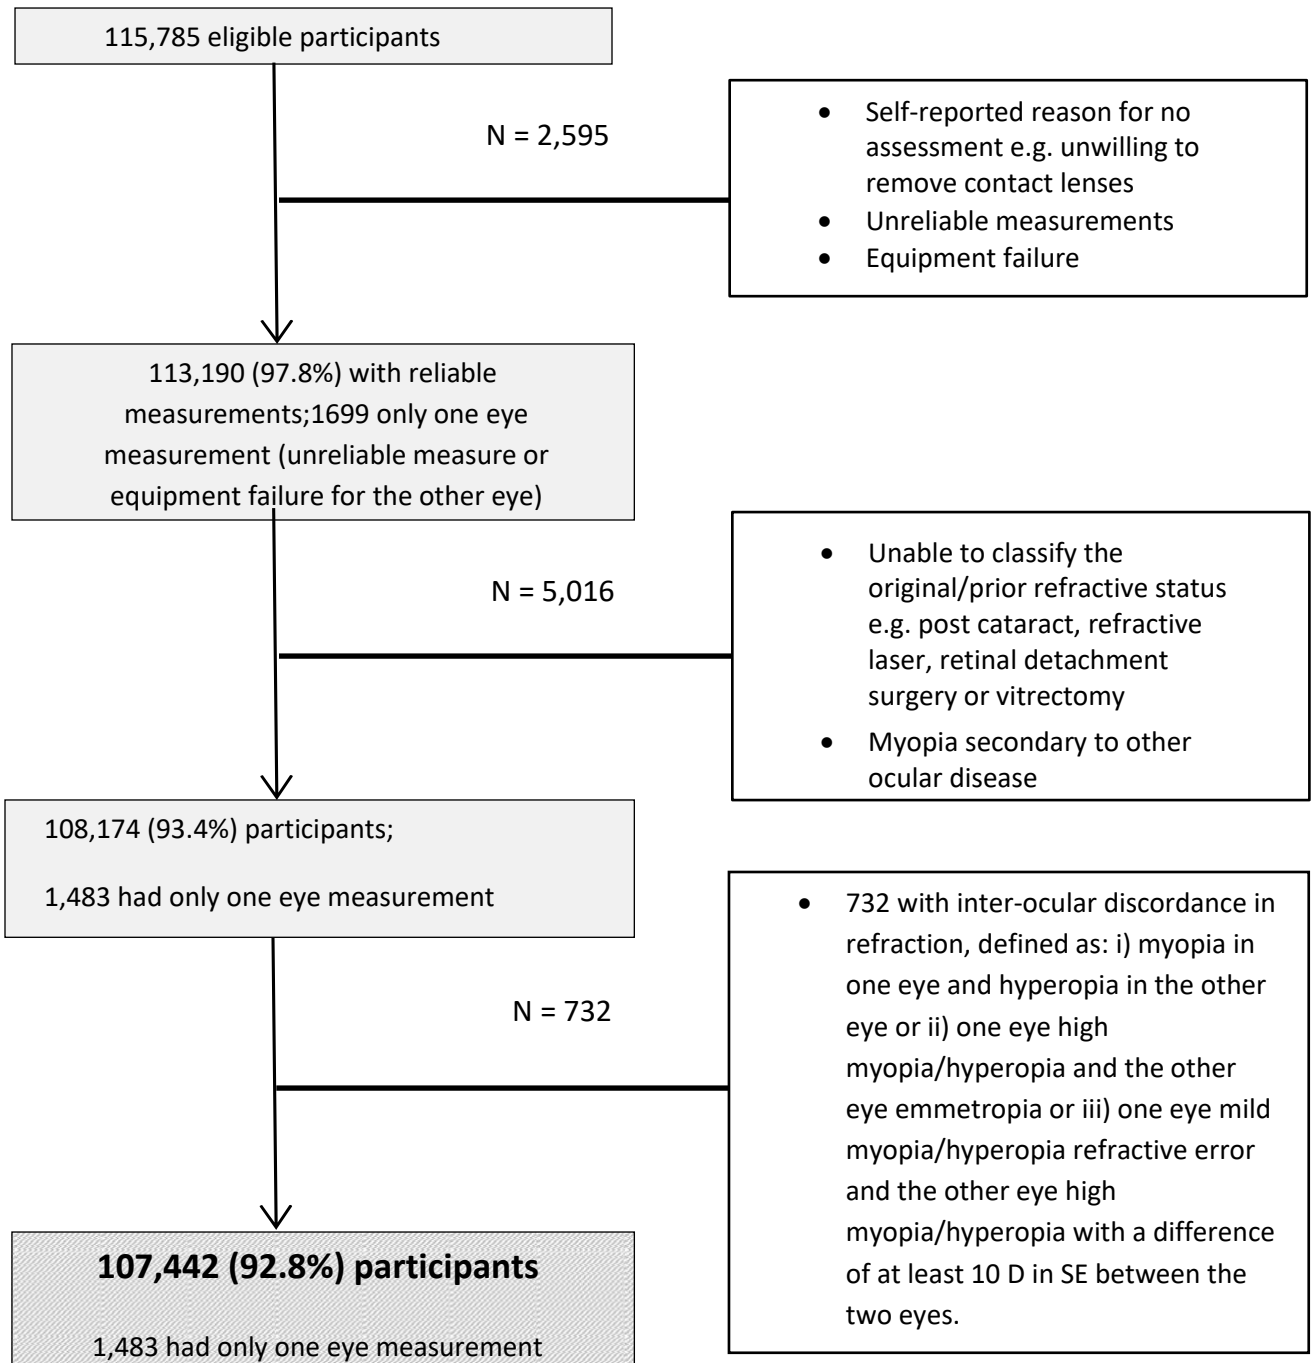 115,785 eligible participants
N = 2,595
• Self-reported reason for no
assessment e.g. unwilling to
remove contact lenses
• Unreliable measurements
• Equipment failure
113,190 (97.8%) with reliable
measurements;1699 only one eye
measurement (unreliable measure or
equipment failure for the other eye)
N = 5,016
• Unable to classify the
original/prior refractive status
e.g. post cataract, refractive
laser, retinal detachment
surgery or vitrectomy
• Myopia secondary to other
ocular disease
108,174 (93.4%) participants;
1,483 had only one eye measurement
N = 732
• 732 with inter-ocular discordance in
refraction, defined as: i) myopia in
one eye and hyperopia in the other
eye or ii) one eye high
myopia/hyperopia and the other
eye emmetropia or iii) one eye mild
myopia/hyperopia refractive error
and the other eye high
myopia/hyperopia with a difference
of at least 10 D in SE between the
two eyes.
107,442 (92.8%) participants
1,483 had only one eye measurement